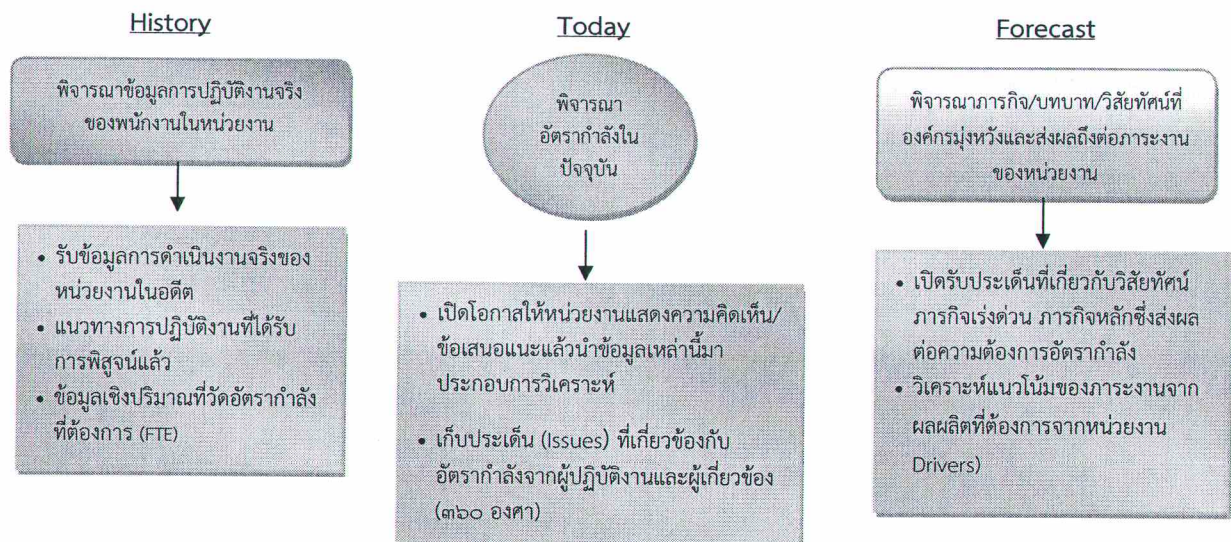 History
พิจารณาข้อมูลการปฏิบัติงานจริง
ของพนักงานในหน่วยงาน
• รับข้อมูลการดำเนินงานจริงของ
หน่วยงานในอดีต
• แนวทางการปฏิบัติงานที่ได้รับ
การพิสูจน์แล้ว
• ข้อมูลเชิงปริมาณที่วัดอัตรากำลัง
ที่ต้องการ (FTE)
Today
พิจารณา
อัตรากำลังใน
ปัจจุบัน
• เปิดโอกาสให้หน่วยงานแสดงความคิดเห็น/
ข้อเสนอแนะแล้วนำข้อมูลเหล่านี้มา
ประกอบการวิเคราะห์
• เก็บประเด็น (Issues) ที่เกี่ยวข้องกับ
อัตรากำลังจากผู้ปฏิบัติงานและผู้เกี่ยวข้อง
(๓๖๐ องศา)
Forecast
พิจารณาภารกิจ/บทบาท/วิสัยทัศน์ที่
องค์กรมุ่งหวังและส่งผลถึงต่อภาระงาน
ของหน่วยงาน
• เปิดรับประเด็นที่เกี่ยวกับวิสัยทัศน์
ภารกิจเร่งด่วน ภารกิจหลักซึ่งส่งผล
ต่อความต้องการอัตรากำลัง
• วิเคราะห์แนวโน้มของภาระงานจาก
ผลผลิตที่ต้องการจากหน่วยงาน
Drivers)